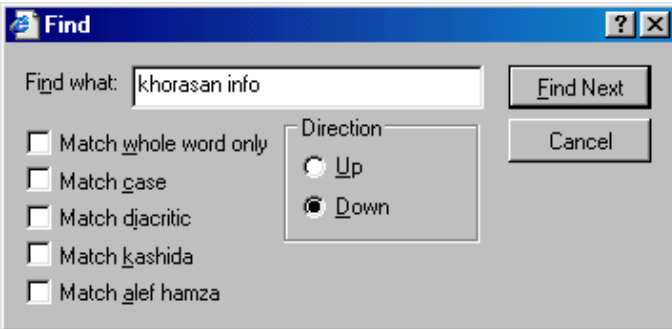 Find
Find what: khorasan info
Find Next
Cancel
Match whole word only
Match case
Match diacritic
Match kashida
Match alef hamza
Direction
Up
Down